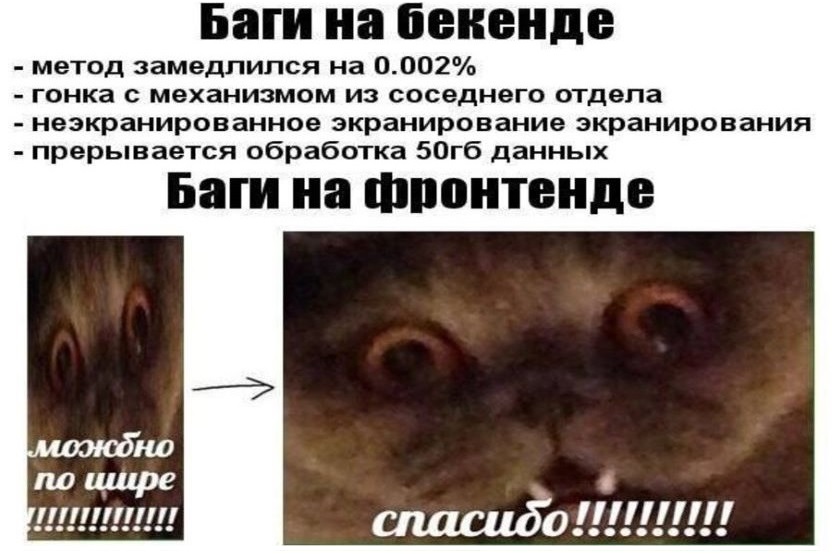 Баги на бекенде
- метод замедлился на 0.002%
- гонка с механизмом из соседнего отдела
- неэкранированное экранирование экранирования
- прерывается обработка 50гб данных
Баги на фронтенде
можбно
по шире
!!!!!!!!!!!!!!
спасибо!!!!!!!!!!